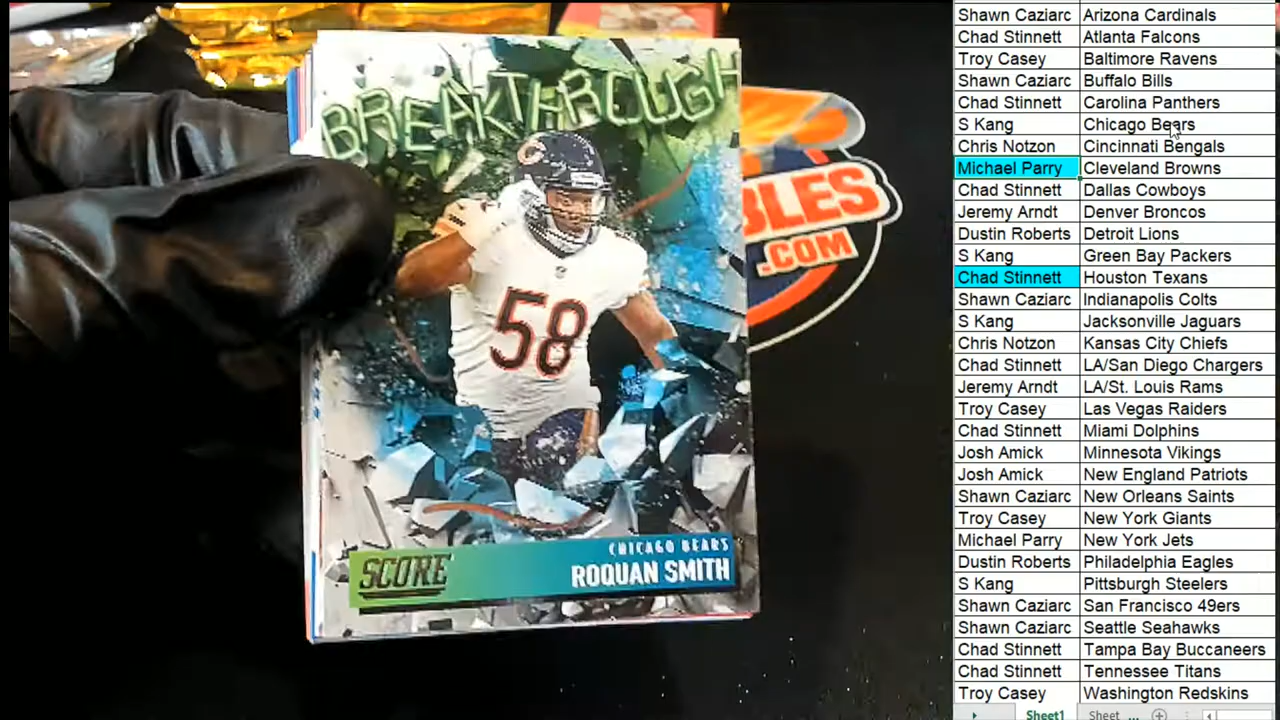 BREAKTHROUGH
58
SCORE
CHICAGO BEARS
ROQUAN SMITH
BLES
.COM
Shawn Caziarc Arizona Cardinals
Chad Stinnett Atlanta Falcons
Troy Casey Baltimore Ravens
Shawn Caziarc Buffalo Bills
Chad Stinnett Carolina Panthers
S Kang Chicago Bears
Chris Notzon Cincinnati Bengals
Michael Parry Cleveland Browns
Chad Stinnett Dallas Cowboys
Jeremy Arndt Denver Broncos
Dustin Roberts Detroit Lions
S Kang Green Bay Packers
Chad Stinnett Houston Texans
Shawn Caziarc Indianapolis Colts
S Kang Jacksonville Jaguars
Chris Notzon Kansas City Chiefs
Chad Stinnett LA/San Diego Chargers
Jeremy Arndt LA/St. Louis Rams
Troy Casey Las Vegas Raiders
Chad Stinnett Miami Dolphins
Josh Amick Minnesota Vikings
Josh Amick New England Patriots
Shawn Caziarc New Orleans Saints
Troy Casey New York Giants
Michael Parry New York Jets
Dustin Roberts Philadelphia Eagles
S Kang Pittsburgh Steelers
Shawn Caziarc San Francisco 49ers
Shawn Caziarc Seattle Seahawks
Chad Stinnett Tampa Bay Buccaneers
Chad Stinnett Tennessee Titans
Troy Casey Washington Redskins
Sheet1 Sheet ...